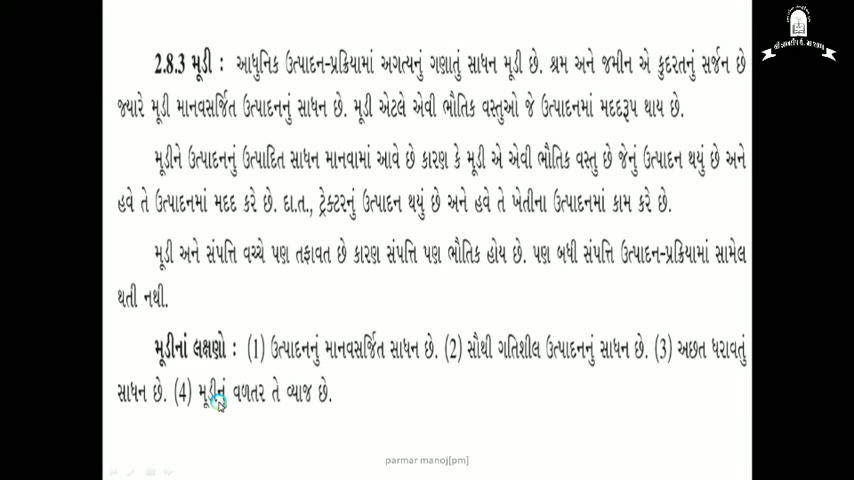 2.8.3 મૂડી : આધુનિક ઉત્પાદન-પ્રક્રિયામાં અગત્યનું ગણાતું સાધન મૂડી છે. શ્રમ અને જમીન એ કુદરતનું સર્જન છે
જ્યારે મૂડી માનવસર્જિત ઉત્પાદનનું સાધન છે. મૂડી એટલે એવી ભૌતિક વસ્તુઓ જે ઉત્પાદનમાં મદદરૂપ થાય છે.
મૂડીને ઉત્પાદનનું ઉત્પાદિત સાધન માનવામાં આવે છે કારણ કે મૂડી એ એવી ભૌતિક વસ્તુ છે જેનું ઉત્પાદન થયું છે અને
હવે તે ઉત્પાદનમાં મદદ કરે છે. દા.ત., ટ્રેક્ટરનું ઉત્પાદન થયું છે અને હવે તે ખેતીના ઉત્પાદનમાં કામ કરે છે.
મૂડી અને સંપત્તિ વચ્ચે પણ તફાવત છે કારણ સંપત્તિ પણ ભૌતિક હોય છે. પણ બધી સંપત્તિ ઉત્પાદન-પ્રક્રિયામાં સામેલ
થતી નથી.
મૂડીનાં લક્ષણો : (1) ઉત્પાદનનું માનવસર્જિત સાધન છે. (2) સૌથી ગતિશીલ ઉત્પાદનનું સાધન છે. (3) અછત ધરાવતું
સાધન છે. (4) મૂડીનું વળતર તે વ્યાજ છે.
parmar manoj[pm]